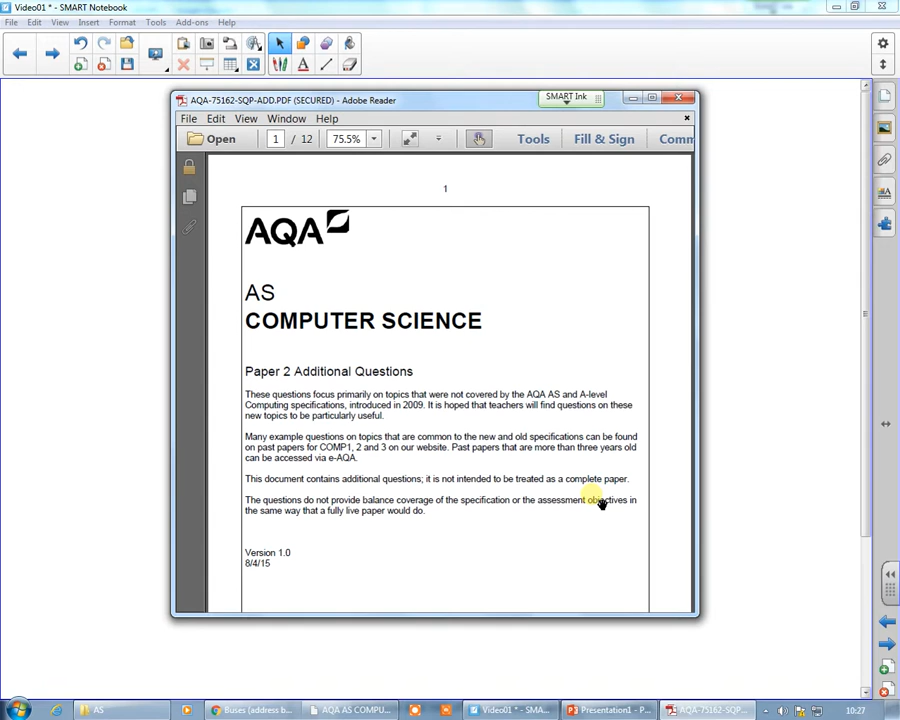 Video01 * - SMART Notebook
File Edit View Insert Format Tools Add-ons Help
AQA-75162-SQP-ADD.PDF (SECURED) - Adobe Reader
SMART Ink
File Edit View Window Help
Open 1 / 12 75.5% Tools Fill & Sign Comm
1
AQA
AS
COMPUTER SCIENCE
Paper 2 Additional Questions
These questions focus primarily on topics that were not covered by the AQA AS and A-level
Computing specifications, introduced in 2009. It is hoped that teachers will find questions on these
new topics to be particularly useful.
Many example questions on topics that are common to the new and old specifications can be found
on past papers for COMP1, 2 and 3 on our website. Past papers that are more than three years old
can be accessed via e-AQA.
This document contains additional questions; it is not intended to be treated as a complete paper.
The questions do not provide balance coverage of the specification or the assessment objectives in
the same way that a fully live paper would do.
Version 1.0
8/4/15
AS Buses (address b... AQA AS COMPU... Video01 * - SMA... Presentation1 - P... AQA-75162-SQP... 10:27